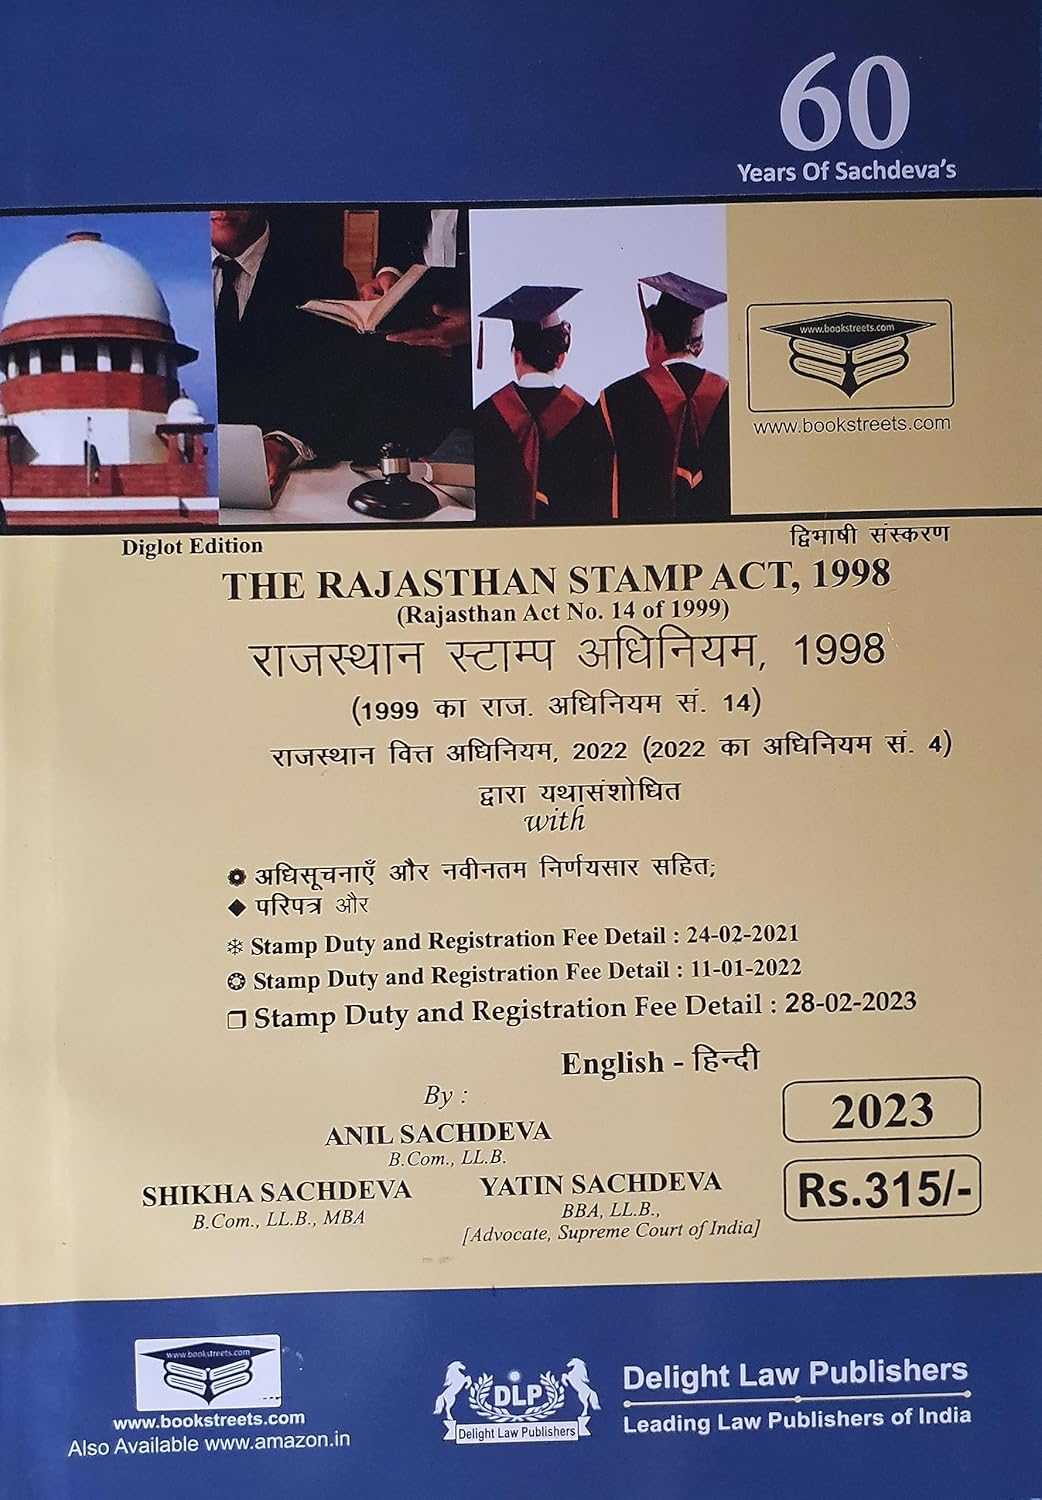 60
Years Of Sachdeva's
www.bookstreets.com
www.bookstreets.com
Diglot Edition
द्विभाषी संस्करण
THE RAJASTHAN STAMP ACT, 1998
(Rajasthan Act No. 14 of 1999)
राजस्थान स्टाम्प अधिनियम, 1998
(1999 का राज. अधिनियम सं. 14)
राजस्थान वित्त अधिनियम, 2022 (2022 का अधिनियम सं. 4)
द्वारा यथासंशोधित
with
अधिसूचनाएँ और नवीनतम निर्णयसार सहित;
परिपत्र और
Stamp Duty and Registration Fee Detail : 24-02-2021
Stamp Duty and Registration Fee Detail : 11-01-2022
Stamp Duty and Registration Fee Detail : 28-02-2023
English - हिन्दी
By :
ANIL SACHDEVA
B.Com., LL.B.
SHIKHA SACHDEVA
B.Com., LL.B., MBA
YATIN SACHDEVA
BBA, LL.B.,
[Advocate, Supreme Court of India]
2023
Rs.315/-
www.bookstreets.com
www.bookstreets.com
Also Available www.amazon.in
DLP
Delight Law Publishers
Delight Law Publishers
Leading Law Publishers of India